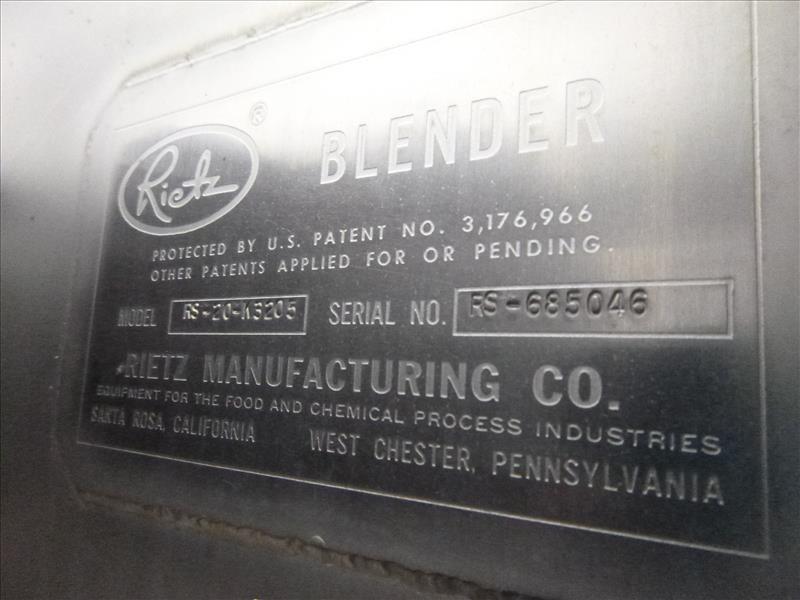 Rietz ® BLENDER
PROTECTED BY U.S. PATENT NO. 3,176,966
OTHER PATENTS APPLIED FOR OR PENDING.
MODEL RS-20-K3205 SERIAL NO. RS-685046
RIETZ MANUFACTURING CO.
EQUIPMENT FOR THE FOOD AND CHEMICAL PROCESS INDUSTRIES
SANTA ROSA, CALIFORNIA WEST CHESTER, PENNSYLVANIA